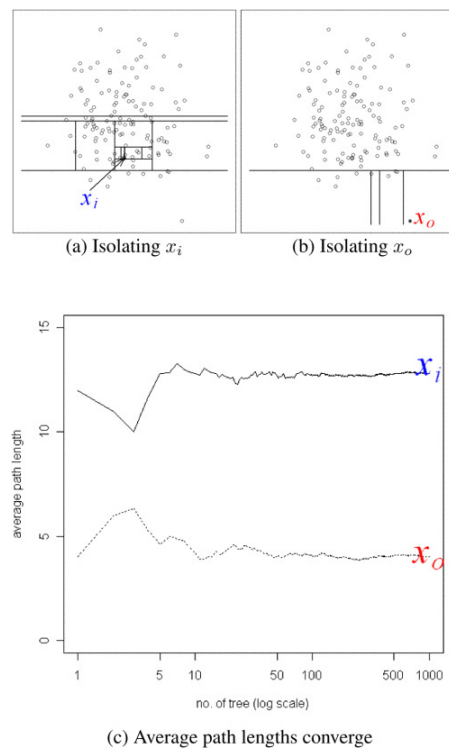 x_i
x_o
(a) Isolating x_i
(b) Isolating x_o
15
10
5
0
average path length
x_i
x_o
1 5 10 50 100 500 1000
no. of tree (log scale)
(c) Average path lengths converge